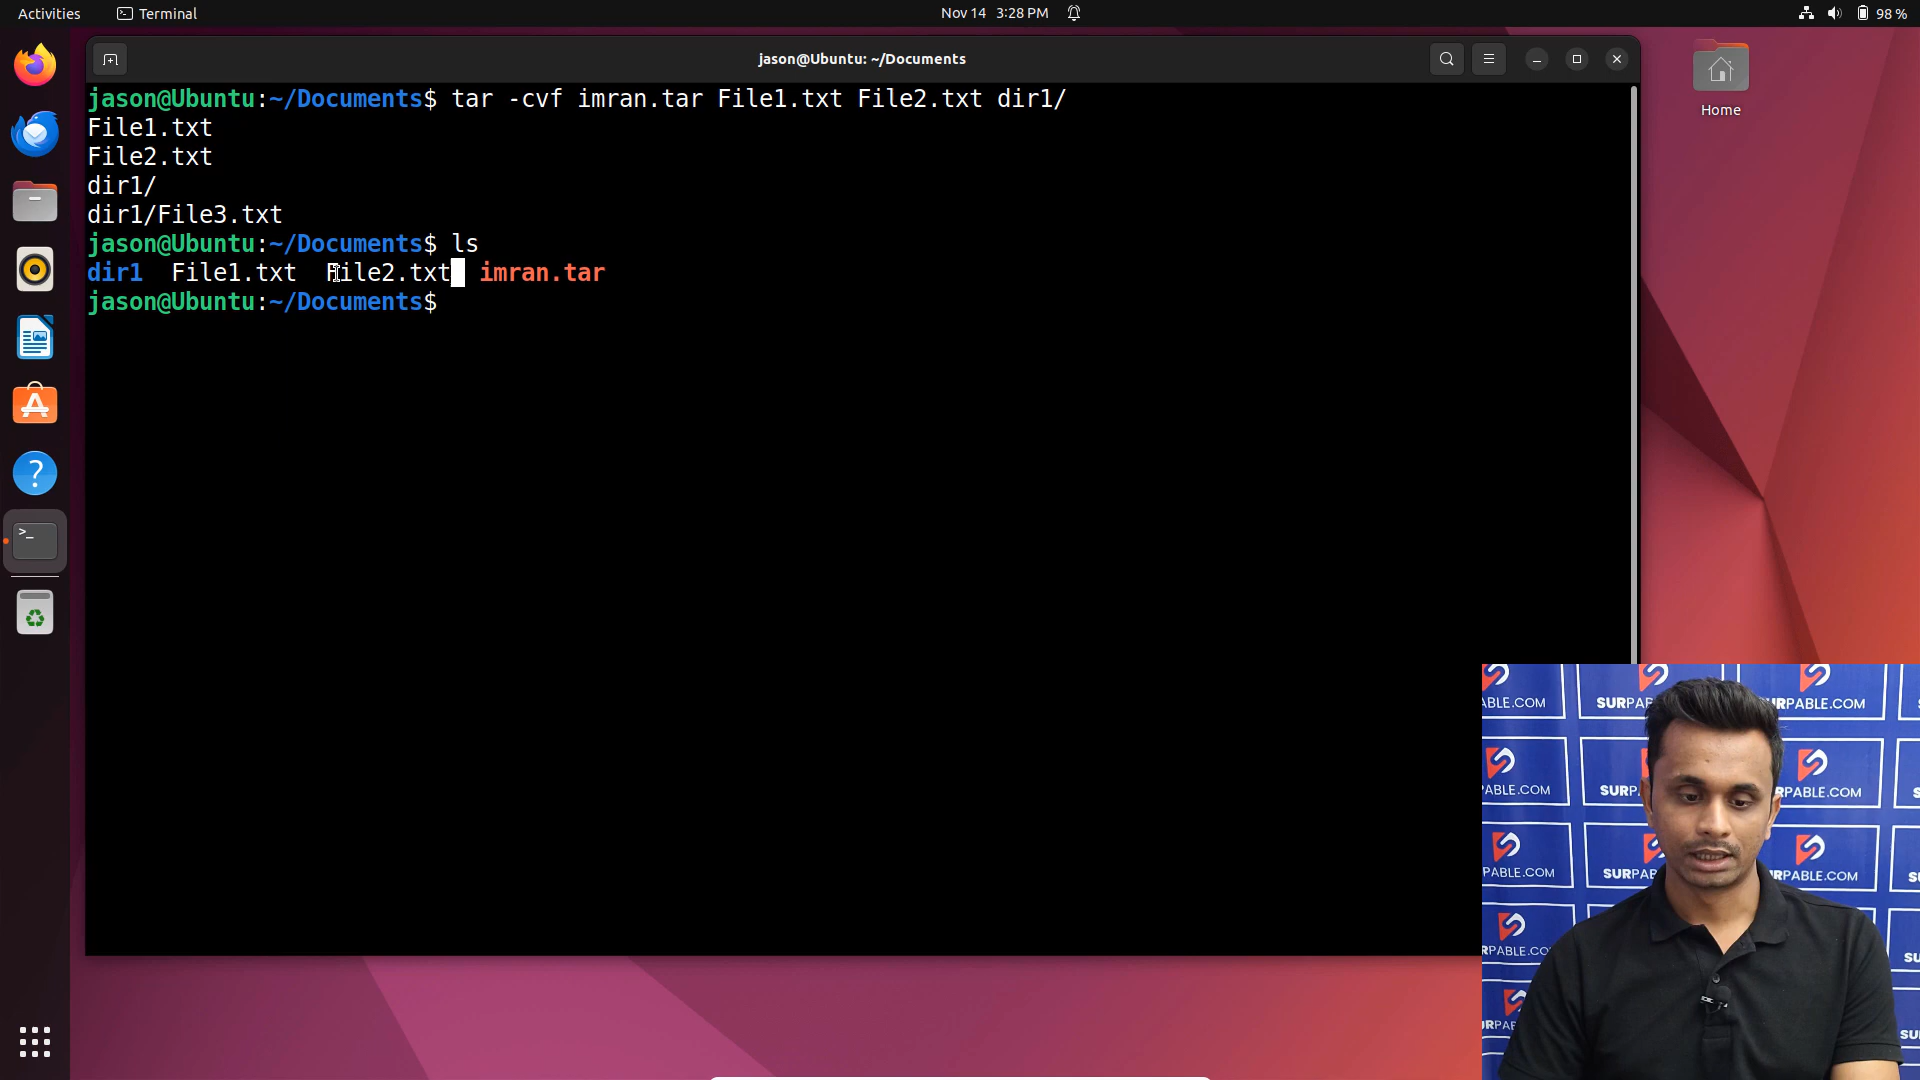 Activities Terminal Nov 14 3:28 PM 98 %
jason@Ubuntu: ~/Documents
jason@Ubuntu:~/Documents$ tar -cvf imran.tar File1.txt File2.txt dir1/
File1.txt
File2.txt
dir1/
dir1/File3.txt
jason@Ubuntu:~/Documents$ ls
dir1 File1.txt File2.txt imran.tar
jason@Ubuntu:~/Documents$
Home
SURPABLE.COM